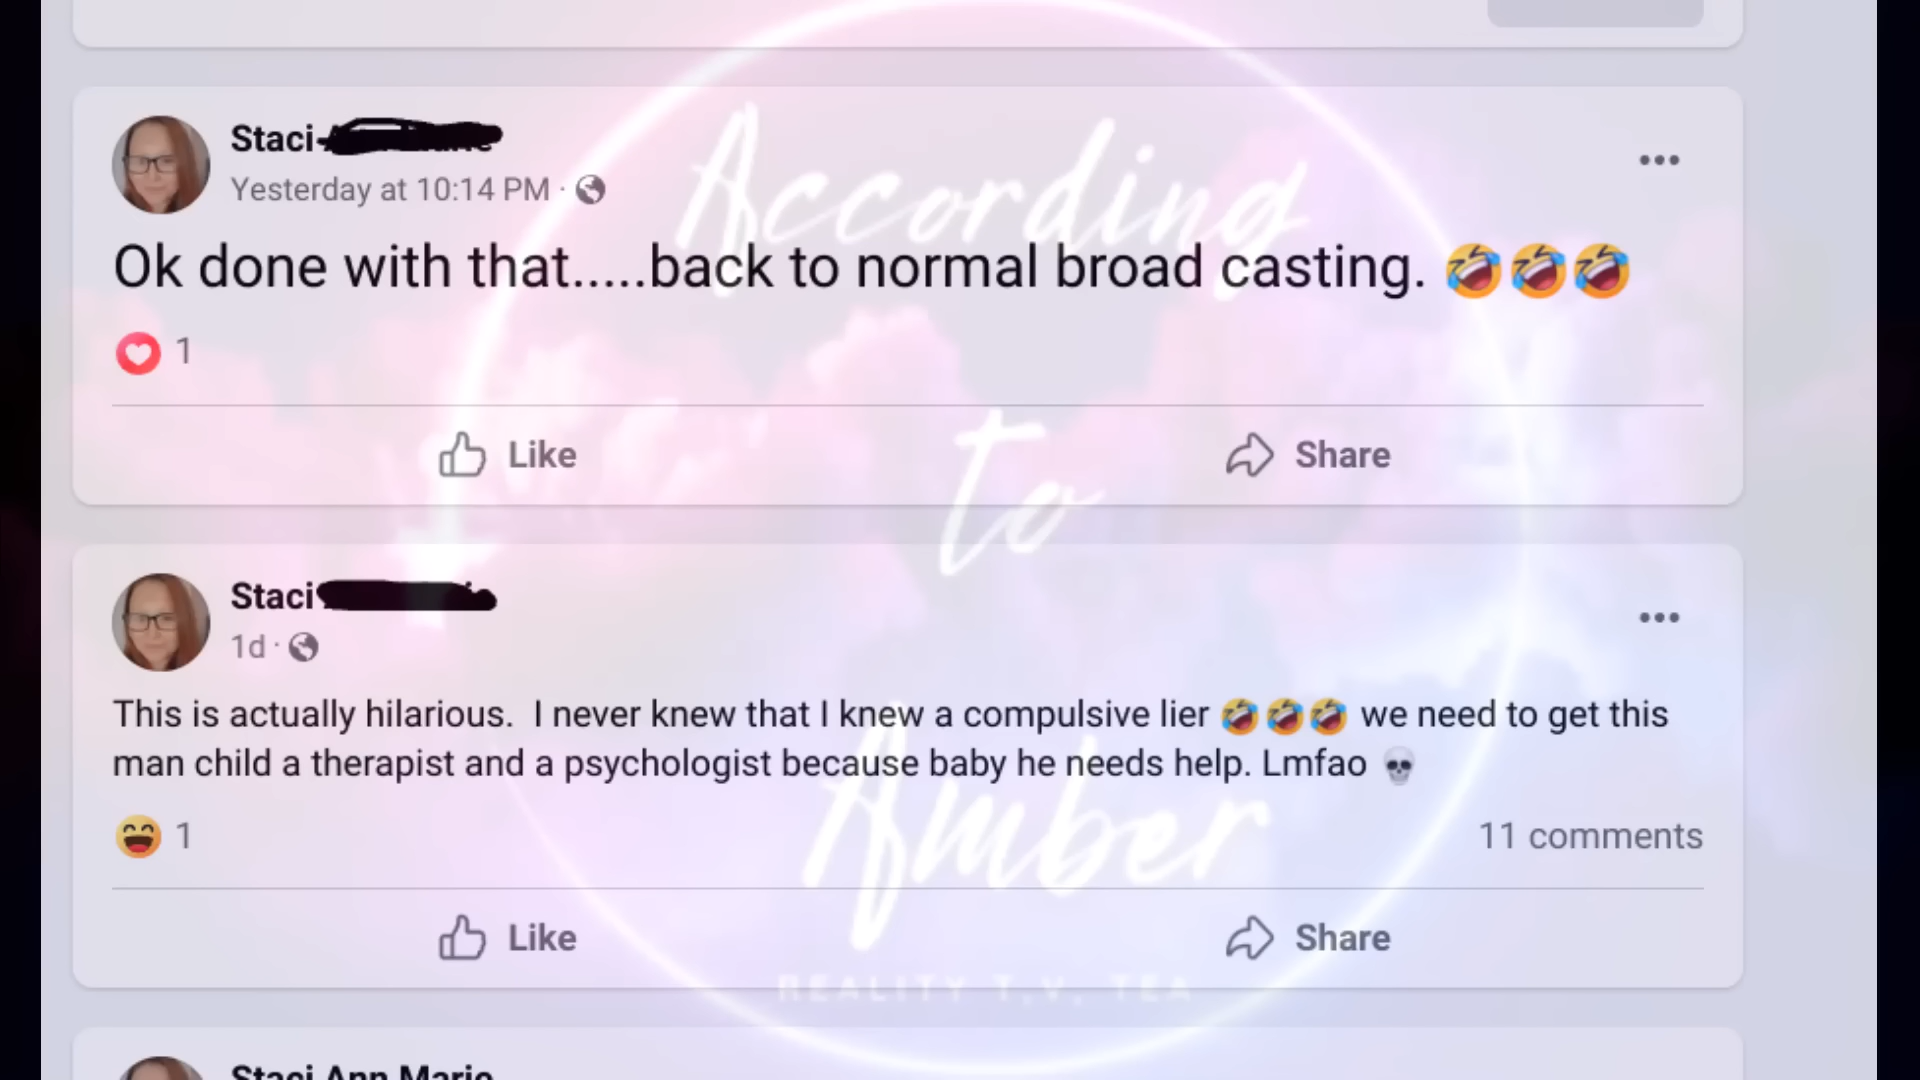 Staci
Yesterday at 10:14 PM ·
Ok done with that.....back to normal broad casting. 🤣🤣🤣
1
Like
Share
Staci
1d ·
This is actually hilarious. I never knew that I knew a compulsive lier 🤣🤣🤣 we need to get this
man child a therapist and a psychologist because baby he needs help. Lmfao 💀
1
11 comments
Like
Share
Staci Ann Marie
According
to
Amber
REALITY T.V. TEA